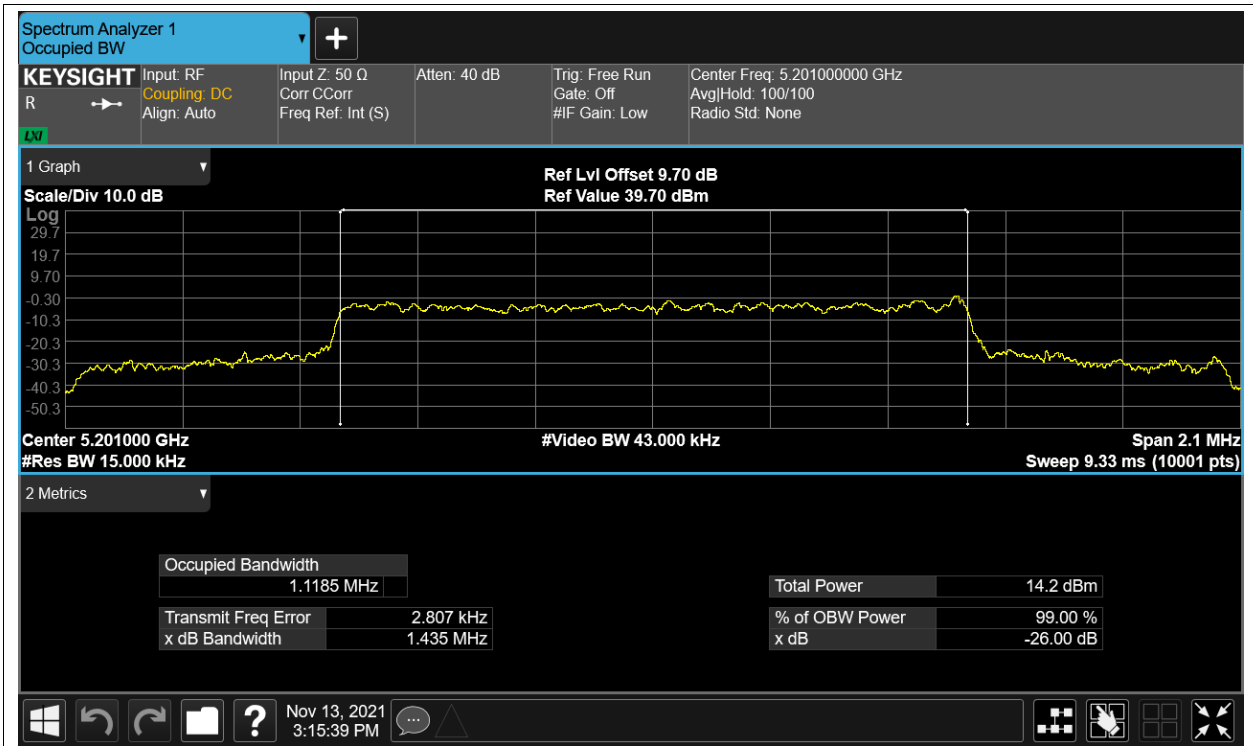 Spectrum Analyzer 1
Occupied BW
KEYSIGHT
R
LXI
Input: RF
Coupling: DC
Align: Auto
Input Z: 50 Ω
Corr CCorr
Freq Ref: Int (S)
Atten: 40 dB
Trig: Free Run
Gate: Off
#IF Gain: Low
Center Freq: 5.201000000 GHz
Avg|Hold: 100/100
Radio Std: None
1 Graph
Scale/Div 10.0 dB
Ref Lvl Offset 9.70 dB
Ref Value 39.70 dBm
Log
29.7
19.7
9.70
-0.30
-10.3
-20.3
-30.3
-40.3
-50.3
Center 5.201000 GHz
#Video BW 43.000 kHz
Span 2.1 MHz
#Res BW 15.000 kHz
Sweep 9.33 ms (10001 pts)
2 Metrics
Occupied Bandwidth
1.1185 MHz
Transmit Freq Error 2.807 kHz
x dB Bandwidth 1.435 MHz
Total Power 14.2 dBm
% of OBW Power 99.00 %
x dB -26.00 dB
?
Nov 13, 2021
3:15:39 PM